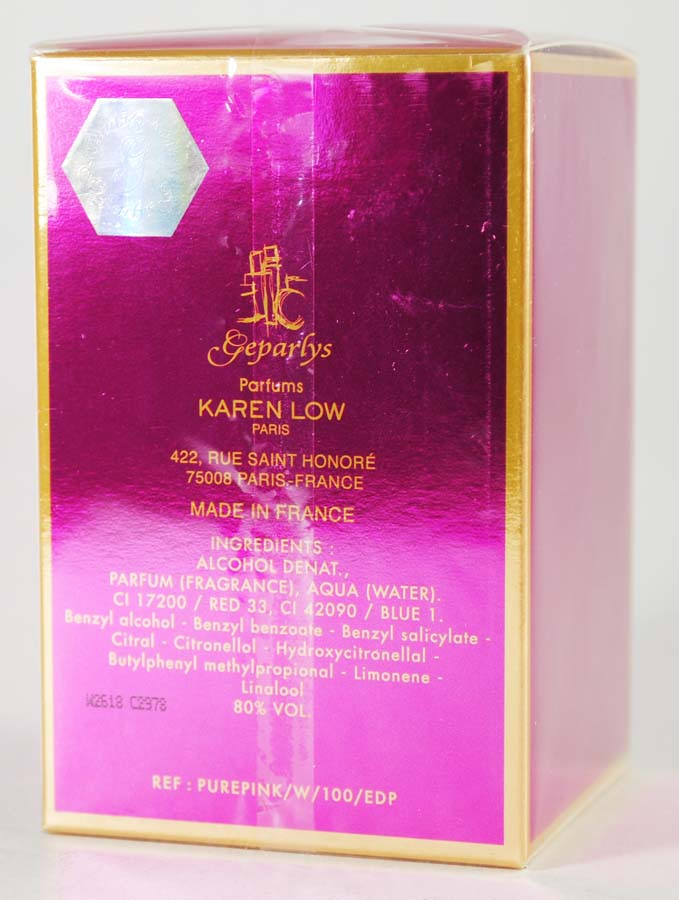 Geparlys
Parfums
KAREN LOW
PARIS
422, RUE SAINT HONORÉ
75008 PARIS-FRANCE
MADE IN FRANCE
INGREDIENTS :
ALCOHOL DENAT.,
PARFUM (FRAGRANCE), AQUA (WATER).
CI 17200 / RED 33, CI 42090 / BLUE 1.
Benzyl alcohol - Benzyl benzoate - Benzyl salicylate -
Citral - Citronellol - Hydroxycitronellal -
Butylphenyl methylpropional - Limonene -
Linalool
80% VOL.
W2618 C2978
REF : PUREPINK/W/100/EDP